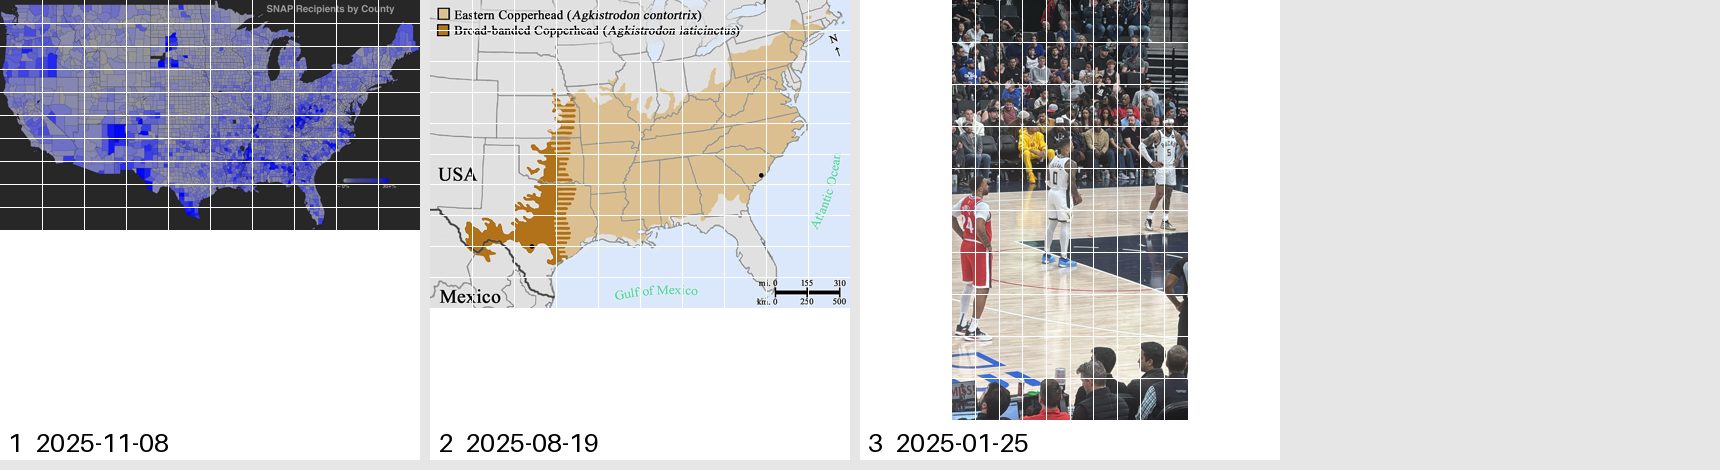 SNAP Recipients by County
Eastern Copperhead (Agkistrodon contortrix)
Broad-banded Copperhead (Agkistrodon laticinctus)
N
USA
Atlantic Ocean
Gulf of Mexico
Mexico
mi. 0 155 310
km. 0 250 500
0
5
24
1 2025-11-08
2 2025-08-19
3 2025-01-25